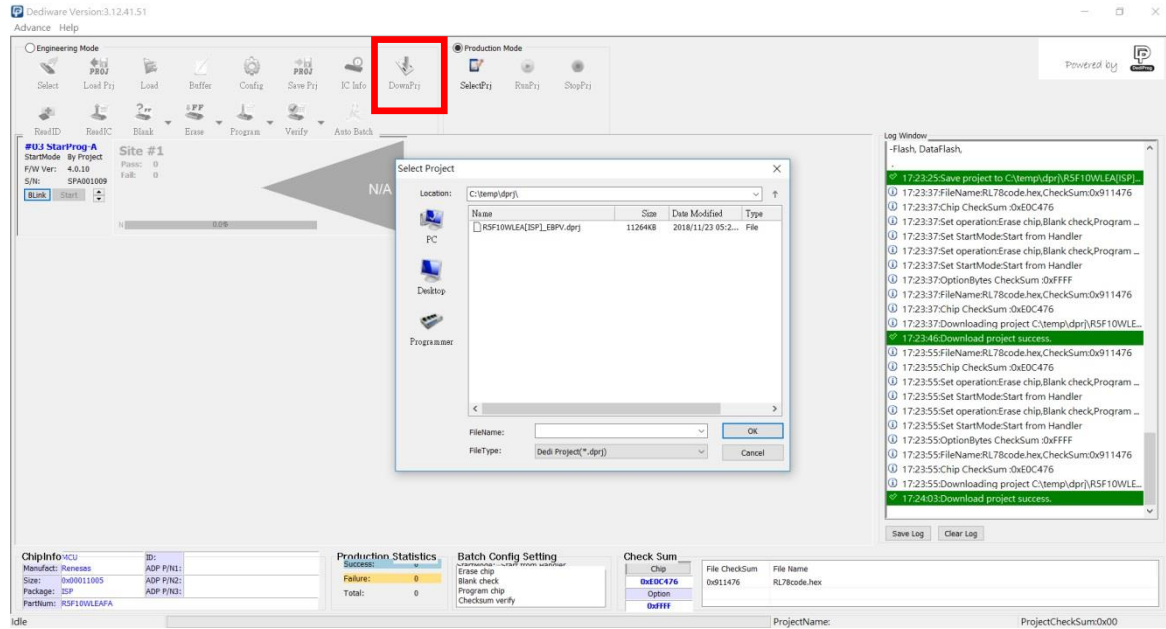 Dediware Version:3.12.41.51
Advance Help
Engineering Mode
Select Load Prj Load Buffer Config Save Prj IC Info DownPrj
ReadID ReadIC Blank Erase Program Verify Auto Batch
Production Mode
SelectPrj RunPrj StopPrj
Powered by DediProg
#03 StarProg-A
StartMode By Project
F/W Ver: 4.0.10
S/N: SPA001009
BLink Start
Site #1
Pass: 0
Fail: 0
N/A
N 00%
Select Project
Location: C:\temp\dprj\
PC
Desktop
Programmer
Name Size Date Modified Type
R5F10WLEA[ISP]_EBPV.dprj 11264KB 2018/11/23 05:2... File
FileName: OK
FileType: Dedi Project(*.dprj) Cancel
Log Window
-Flash, DataFlash,
.
17:23:25:Save project to C:\temp\dprj\R5F10WLEA[ISP]...
17:23:37:FileName:RL78code.hex,CheckSum:0x911476
17:23:37:Chip CheckSum :0xE0C476
17:23:37:Set operation:Erase chip,Blank check,Program ...
17:23:37:Set StartMode:Start from Handler
17:23:37:Set operation:Erase chip,Blank check,Program ...
17:23:37:Set StartMode:Start from Handler
17:23:37:OptionBytes CheckSum :0xFFFF
17:23:37:FileName:RL78code.hex,CheckSum:0x911476
17:23:37:Chip CheckSum :0xE0C476
17:23:37:Downloading project C:\temp\dprj\R5F10WLE...
17:23:46:Download project success.
17:23:55:FileName:RL78code.hex,CheckSum:0x911476
17:23:55:Chip CheckSum :0xE0C476
17:23:55:Set operation:Erase chip,Blank check,Program ...
17:23:55:Set StartMode:Start from Handler
17:23:55:Set operation:Erase chip,Blank check,Program ...
17:23:55:Set StartMode:Start from Handler
17:23:55:OptionBytes CheckSum :0xFFFF
17:23:55:FileName:RL78code.hex,CheckSum:0x911476
17:23:55:Chip CheckSum :0xE0C476
17:23:55:Downloading project C:\temp\dprj\R5F10WLE...
17:24:03:Download project success.
Save Log Clear Log
ChipInfo MCU ID:
Manufact: Renesas ADP P/N1:
Size: 0x00011005 ADP P/N2:
Package: ISP ADP P/N3:
PartNum: R5F10WLEAFA
Production Statistics
Success: 0
Failure: 0
Total: 0
Batch Config Setting
StartMode: Start from Handler
Erase chip
Blank check
Program chip
Checksum verify
Check Sum
Chip
0xE0C476
Option
0xFFFF
File CheckSum File Name
0x911476 RL78code.hex
Idle ProjectName: ProjectCheckSum:0x00